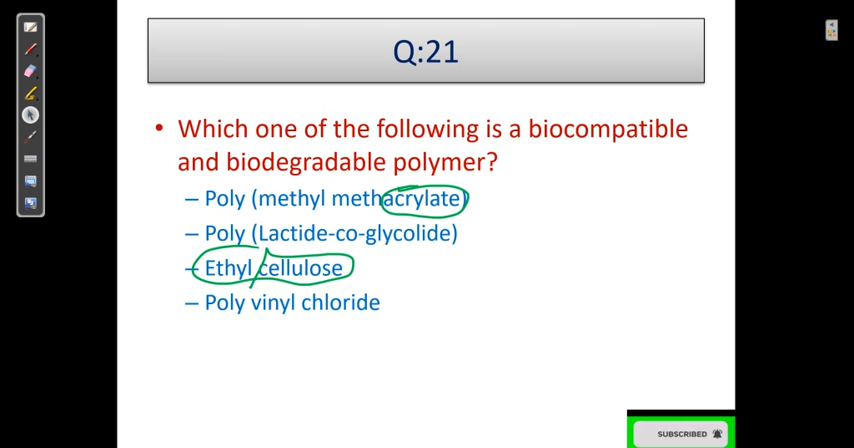 Q:21
• Which one of the following is a biocompatible
and biodegradable polymer?
– Poly (methyl methacrylate)
– Poly (Lactide-co-glycolide)
– Ethyl cellulose
– Poly vinyl chloride
SUBSCRIBED